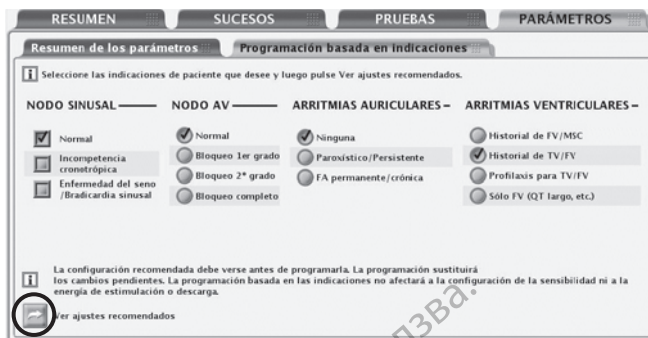 RESUMEN SUCESOS PRUEBAS PARÁMETROS
Resumen de los parámetros Programación basada en indicaciones
i Seleccione las indicaciones de paciente que desee y luego pulse Ver ajustes recomendados.
NODO SINUSAL NODO AV ARRITMIAS AURICULARES ARRITMIAS VENTRICULARES
Normal Normal Ninguna Historial de FV/MSC
Incompetencia cronotrópica Bloqueo 1er grado Paroxístico/Persistente Historial de TV/FV
Enfermedad del seno /Bradicardia sinusal Bloqueo 2º grado FA permanente/crónica Profilaxis para TV/FV
Bloqueo completo Sólo FV (QT largo, etc.)
i La configuración recomendada debe verse antes de programarla. La programación sustituirá
los cambios pendientes. La programación basada en las indicaciones no afectará a la configuración de la sensibilidad ni a la
energía de estimulación o descarga.
Ver ajustes recomendados